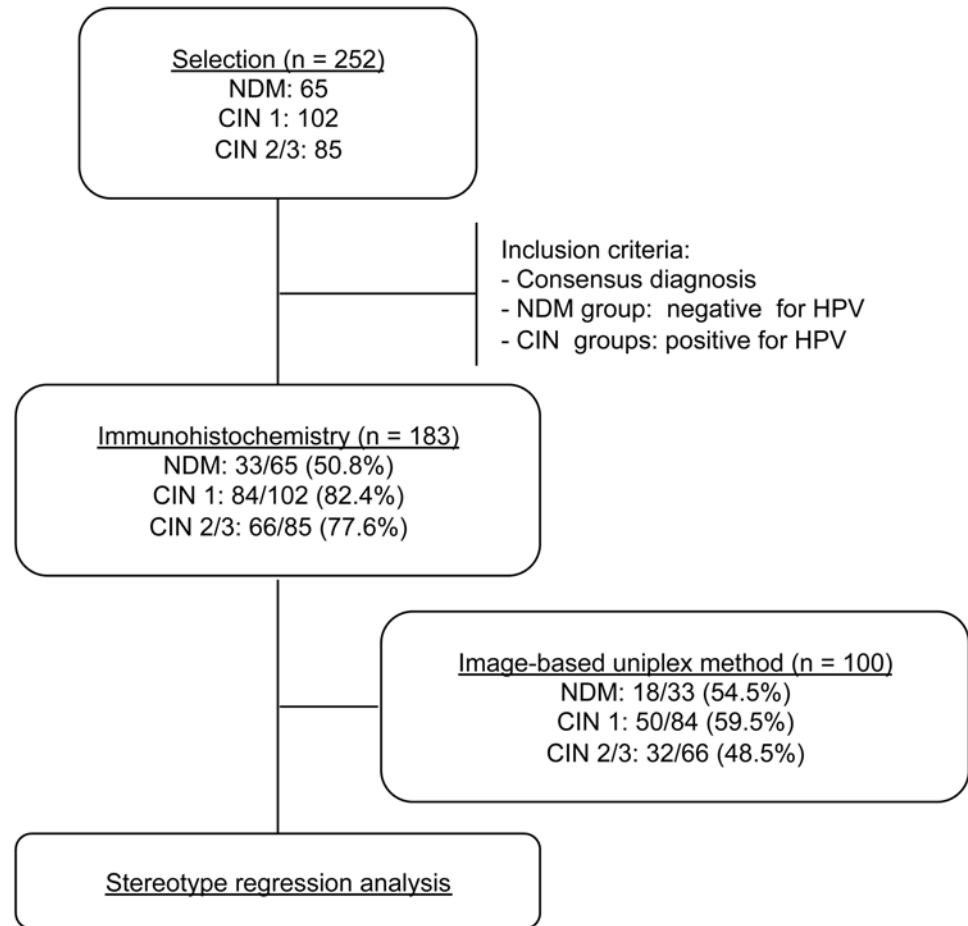 Selection (n = 252)
NDM: 65
CIN 1: 102
CIN 2/3: 85
Inclusion criteria:
- Consensus diagnosis
- NDM group: negative for HPV
- CIN groups: positive for HPV
Immunohistochemistry (n = 183)
NDM: 33/65 (50.8%)
CIN 1: 84/102 (82.4%)
CIN 2/3: 66/85 (77.6%)
Image-based uniplex method (n = 100)
NDM: 18/33 (54.5%)
CIN 1: 50/84 (59.5%)
CIN 2/3: 32/66 (48.5%)
Stereotype regression analysis